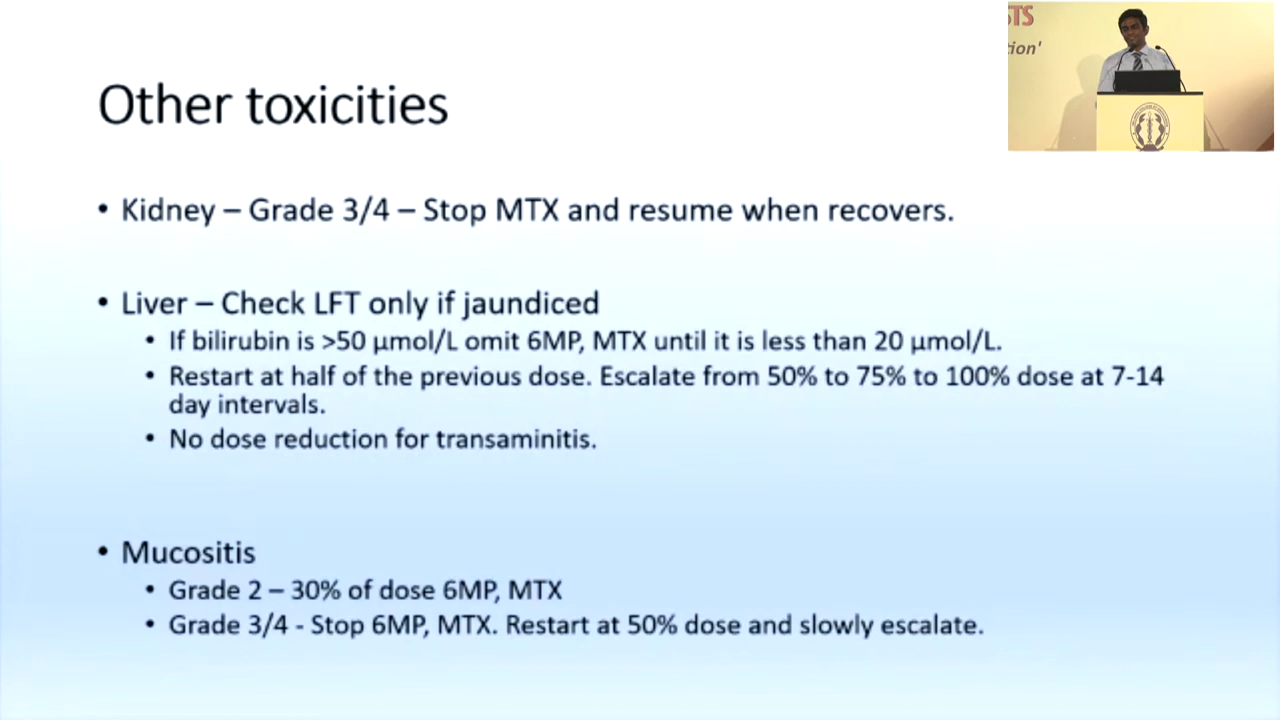 STS
tion'
Other toxicities
• Kidney – Grade 3/4 – Stop MTX and resume when recovers.
• Liver – Check LFT only if jaundiced
• If bilirubin is >50 µmol/L omit 6MP, MTX until it is less than 20 µmol/L.
• Restart at half of the previous dose. Escalate from 50% to 75% to 100% dose at 7-14
day intervals.
• No dose reduction for transaminitis.
• Mucositis
• Grade 2 – 30% of dose 6MP, MTX
• Grade 3/4 - Stop 6MP, MTX. Restart at 50% dose and slowly escalate.